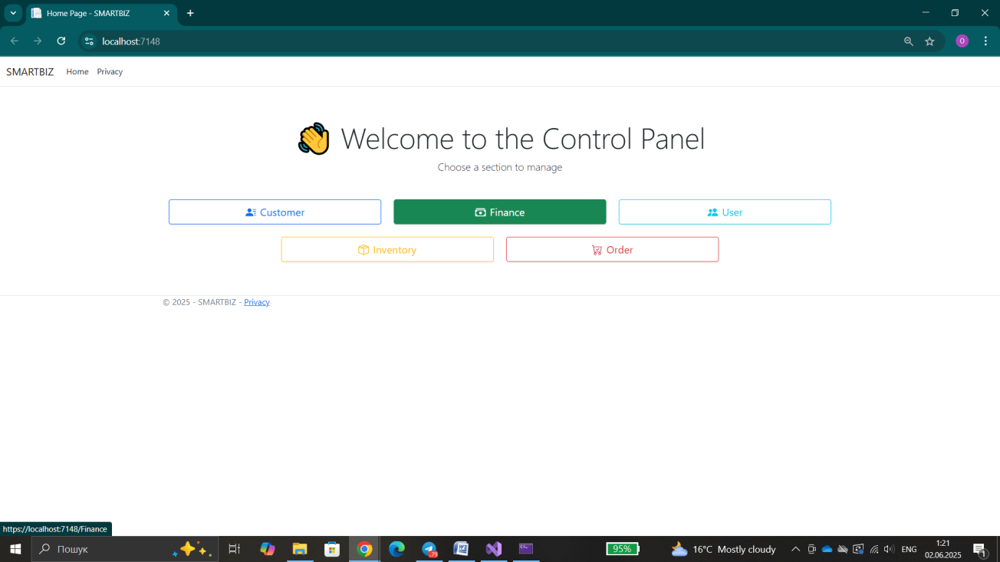 Home Page - SMARTBIZ
localhost:7148
O
SMARTBIZ Home Privacy
Welcome to the Control Panel
Choose a section to manage
Customer Finance User
Inventory Order
© 2025 - SMARTBIZ - Privacy
https://localhost:7148/Finance
Пошук 79 95% 16°C Mostly cloudy ENG 1:21
02.06.2025 1